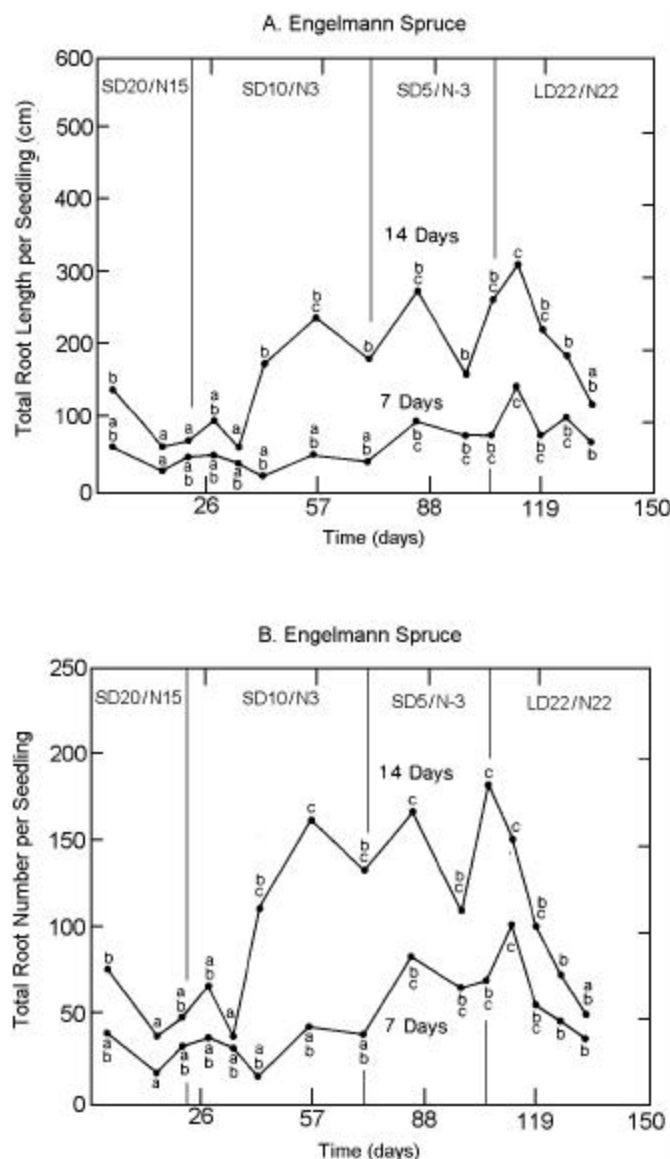 A. Engelmann Spruce
Total Root Length per Seedling (cm)
600
500
400
300
200
100
0
SD20/N15
SD10/N3
SD5/N-3
LD22/N22
14 Days
b
a
a
a
b
a
b
b
c
b
b
c
b
b
c
c
b
c
b
a
b
7 Days
a
b
a
a
b
a
b
a
b
a
b
a
b
a
b
b
c
b
c
b
c
c
b
c
b
c
b
26
57
88
119
150
Time (days)
B. Engelmann Spruce
Total Root Number per Seedling
250
200
150
100
50
0
SD20/N15
SD10/N3
SD5/N-3
LD22/N22
14 Days
b
a
a
b
a
b
a
b
c
c
b
c
c
b
c
c
c
b
c
b
a
b
7 Days
a
b
a
a
b
a
b
a
b
a
b
a
b
a
b
b
c
b
c
b
c
c
b
c
b
b
26
57
88
119
150
Time (days)